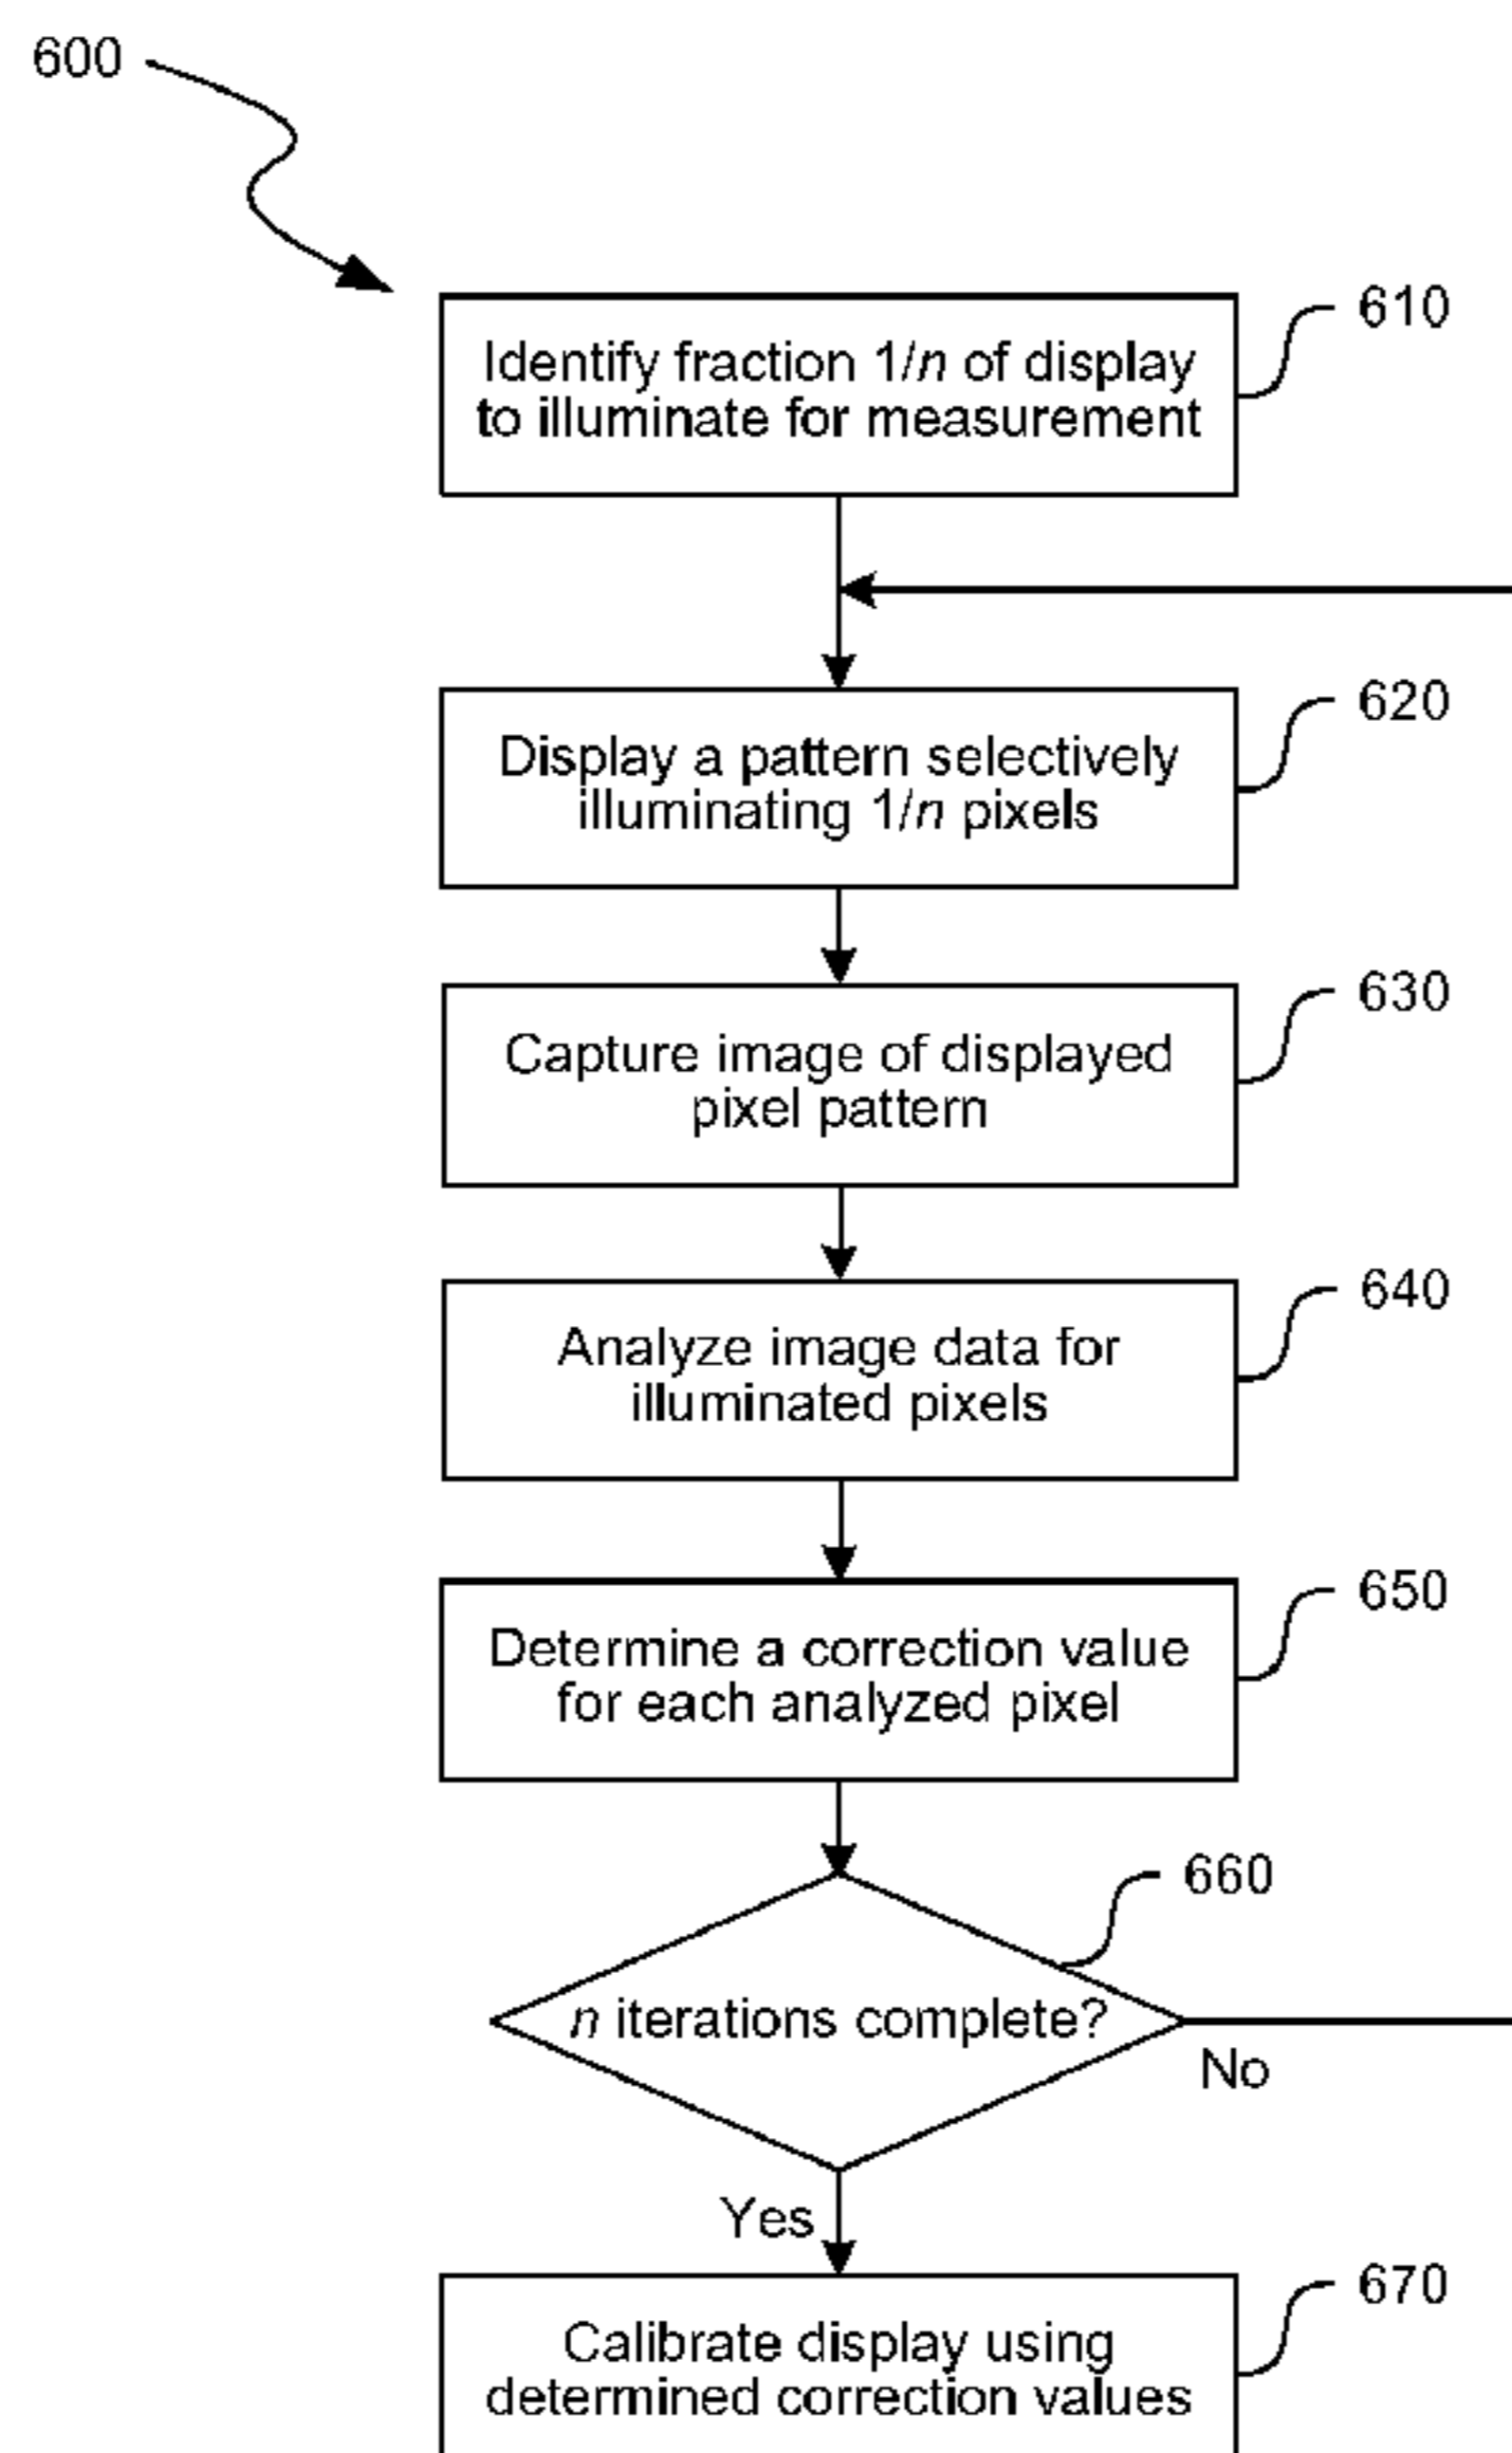 600
610
Identify fraction 1/n of display
to illuminate for measurement
620
Display a pattern selectively
illuminating 1/n pixels
630
Capture image of displayed
pixel pattern
640
Analyze image data for
illuminated pixels
650
Determine a correction value
for each analyzed pixel
660
n iterations complete?
No
Yes
670
Calibrate display using
determined correction values